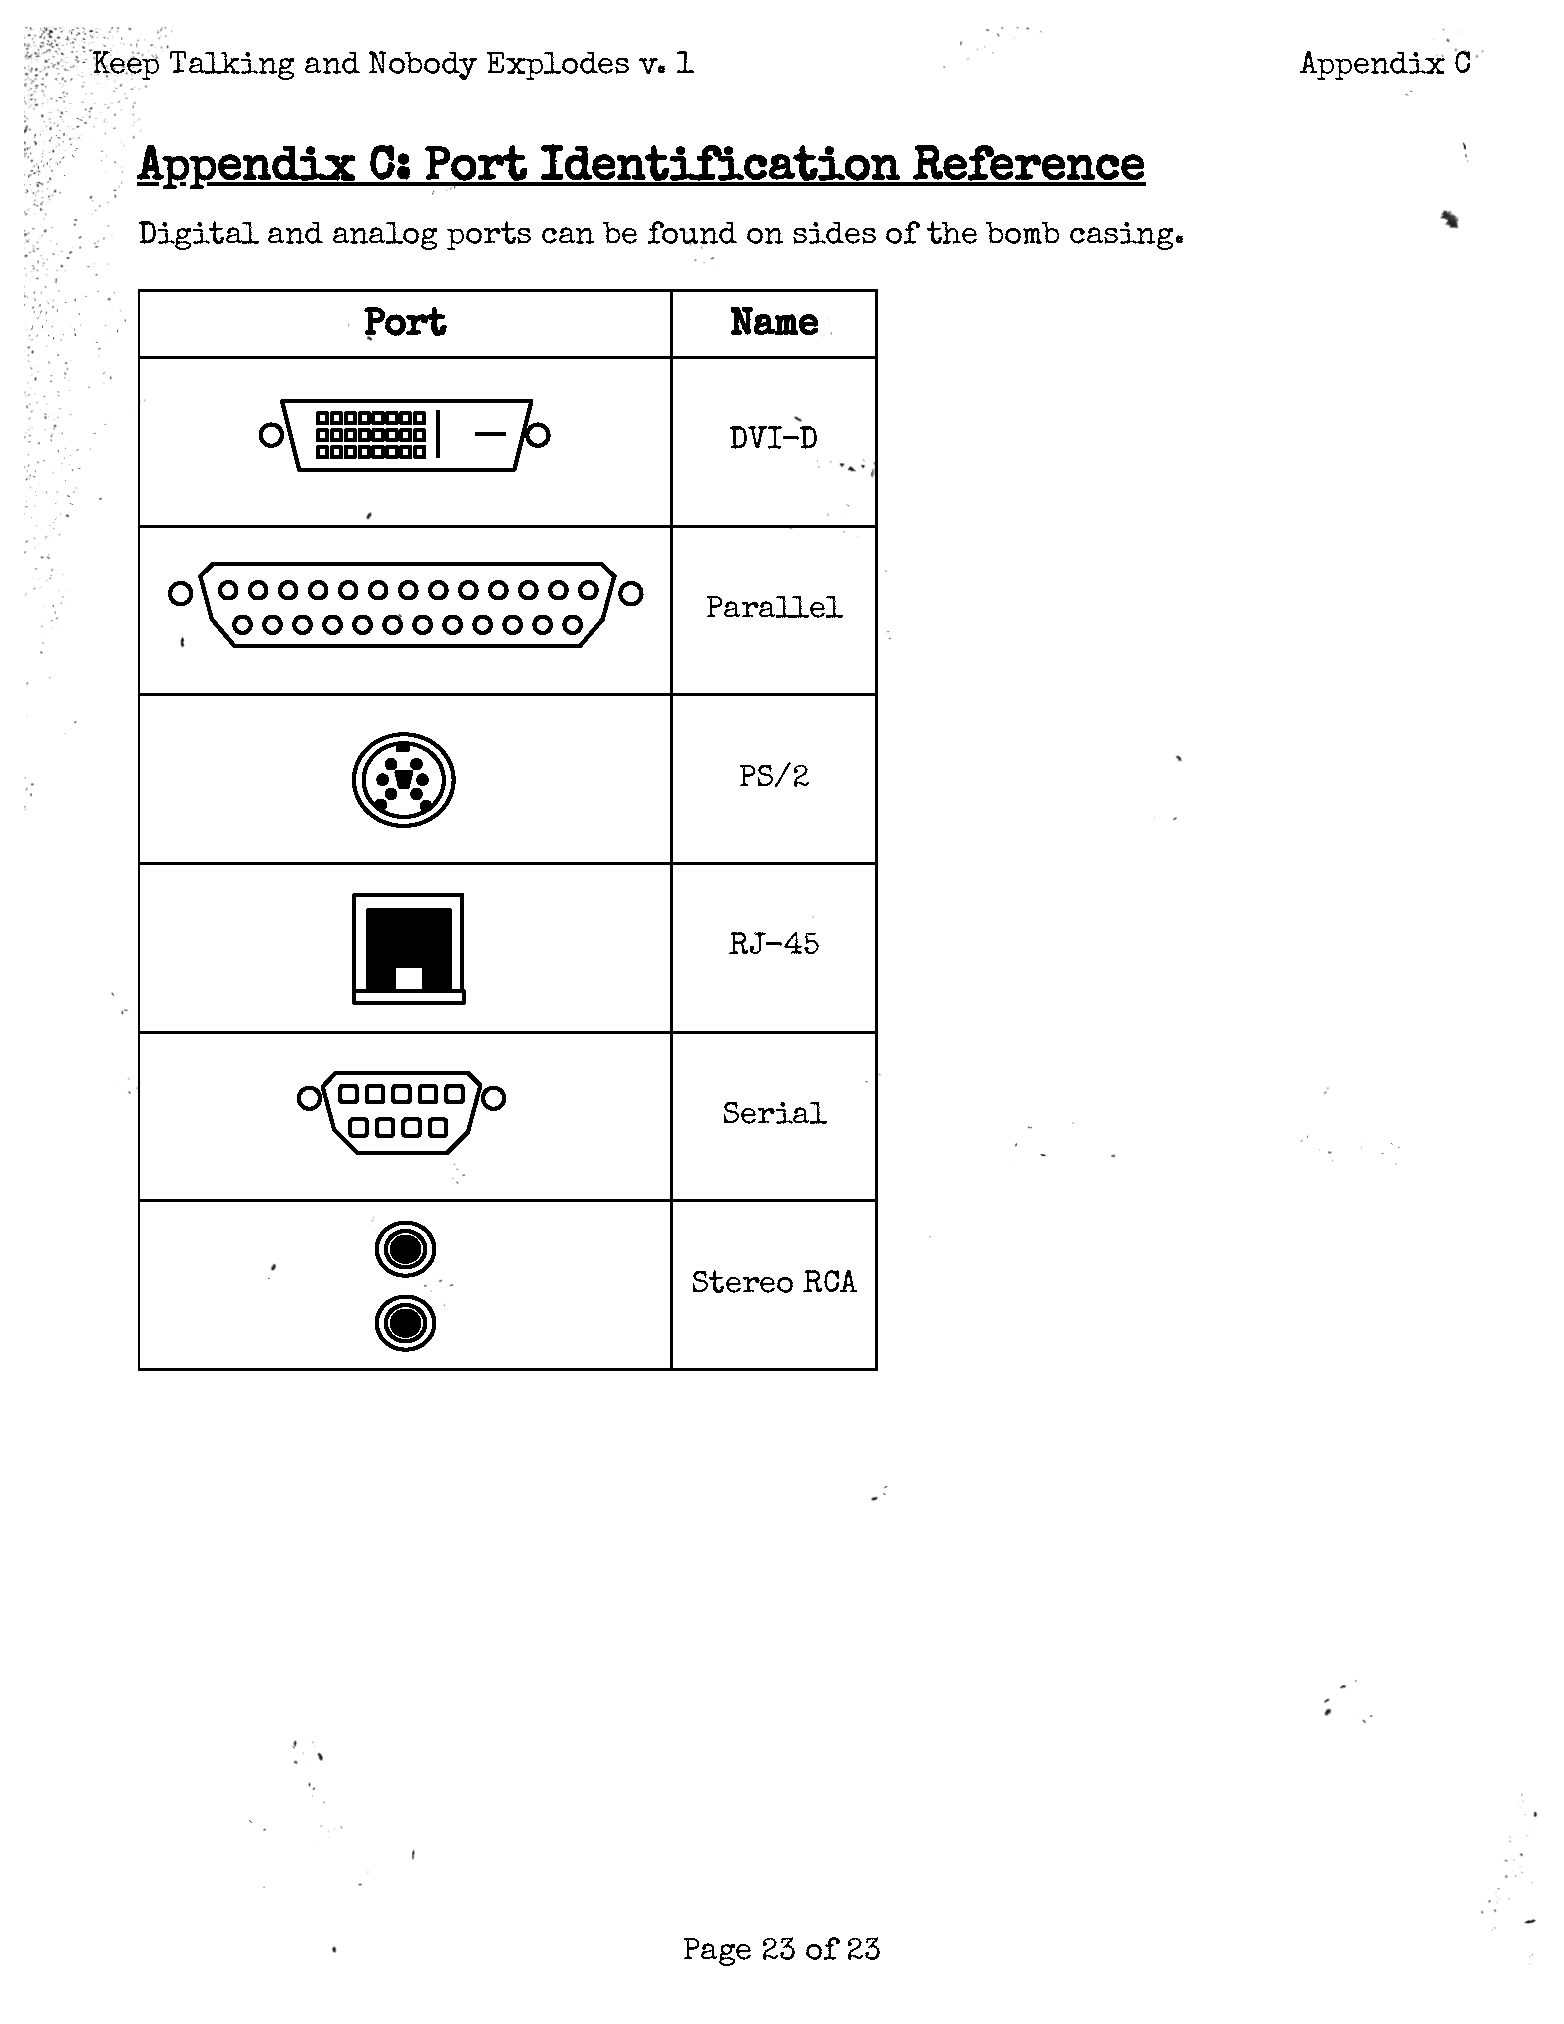 Keep Talking and Nobody Explodes v. 1
Appendix C
Appendix C: Port Identification Reference
Digital and analog ports can be found on sides of the bomb casing.
Port Name
DVI-D
Parallel
PS/2
RJ-45
Serial
Stereo RCA
Page 23 of 23